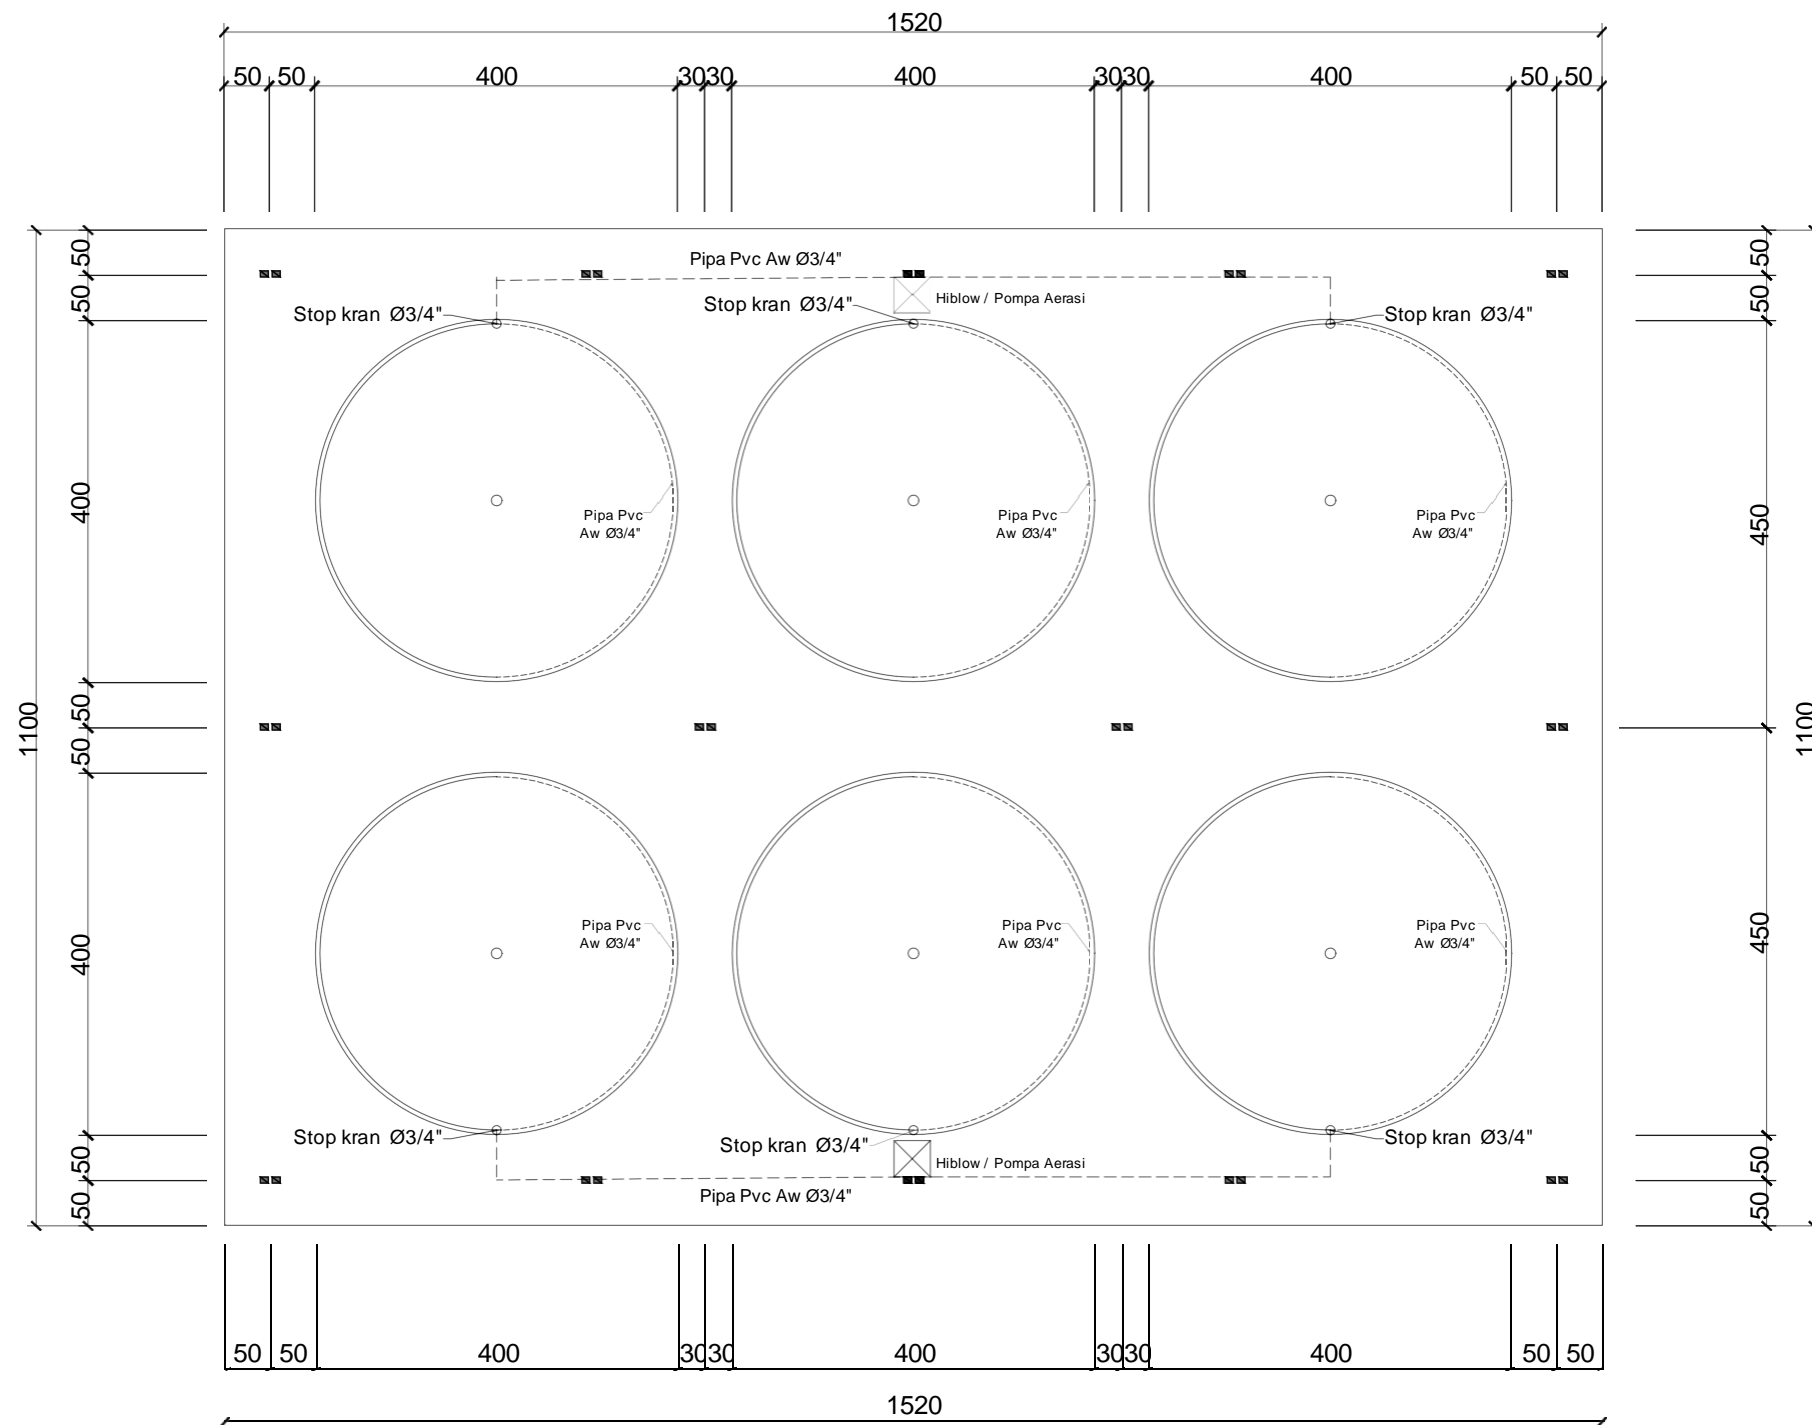 1520
50 50 400 30 30 400 30 30 400 50 50
Pipa Pvc Aw Ø3/4"
Stop kran Ø3/4"
Stop kran Ø3/4"
Hiblow / Pompa Aerasi
Stop kran Ø3/4"
Pipa Pvc
Aw Ø3/4"
Pipa Pvc
Aw Ø3/4"
Pipa Pvc
Aw Ø3/4"
50
50
400
50
50
400
50
50
1100
50
50
450
450
50
50
1100
Pipa Pvc
Aw Ø3/4"
Pipa Pvc
Aw Ø3/4"
Pipa Pvc
Aw Ø3/4"
Stop kran Ø3/4"
Stop kran Ø3/4"
Stop kran Ø3/4"
Hiblow / Pompa Aerasi
Pipa Pvc Aw Ø3/4"
50 50 400 30 30 400 30 30 400 50 50
1520